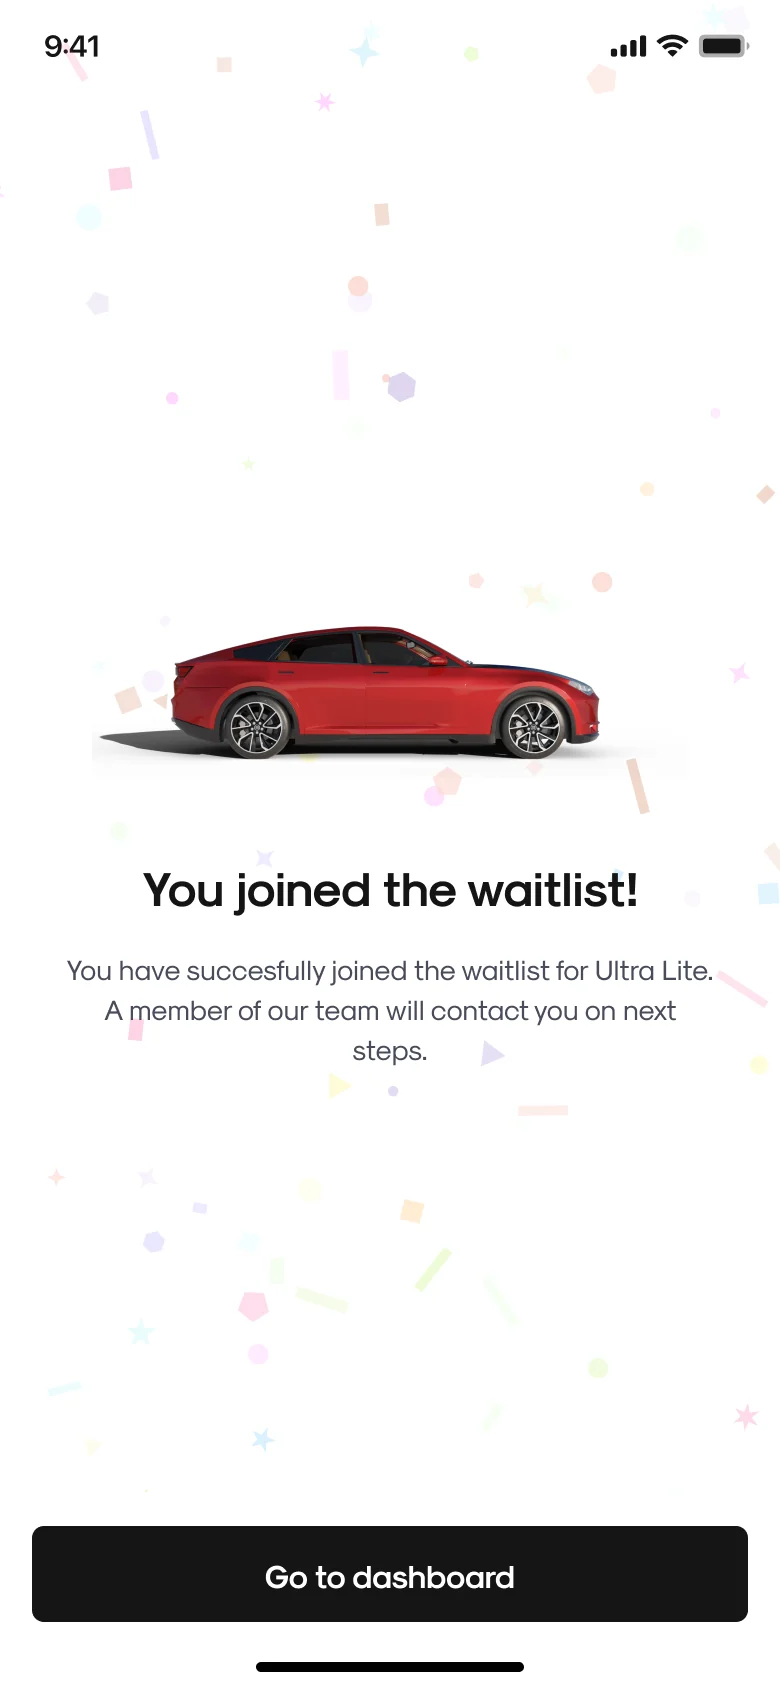 9:41
You joined the waitlist!
You have succesfully joined the waitlist for Ultra Lite.
A member of our team will contact you on next
steps.
Go to dashboard